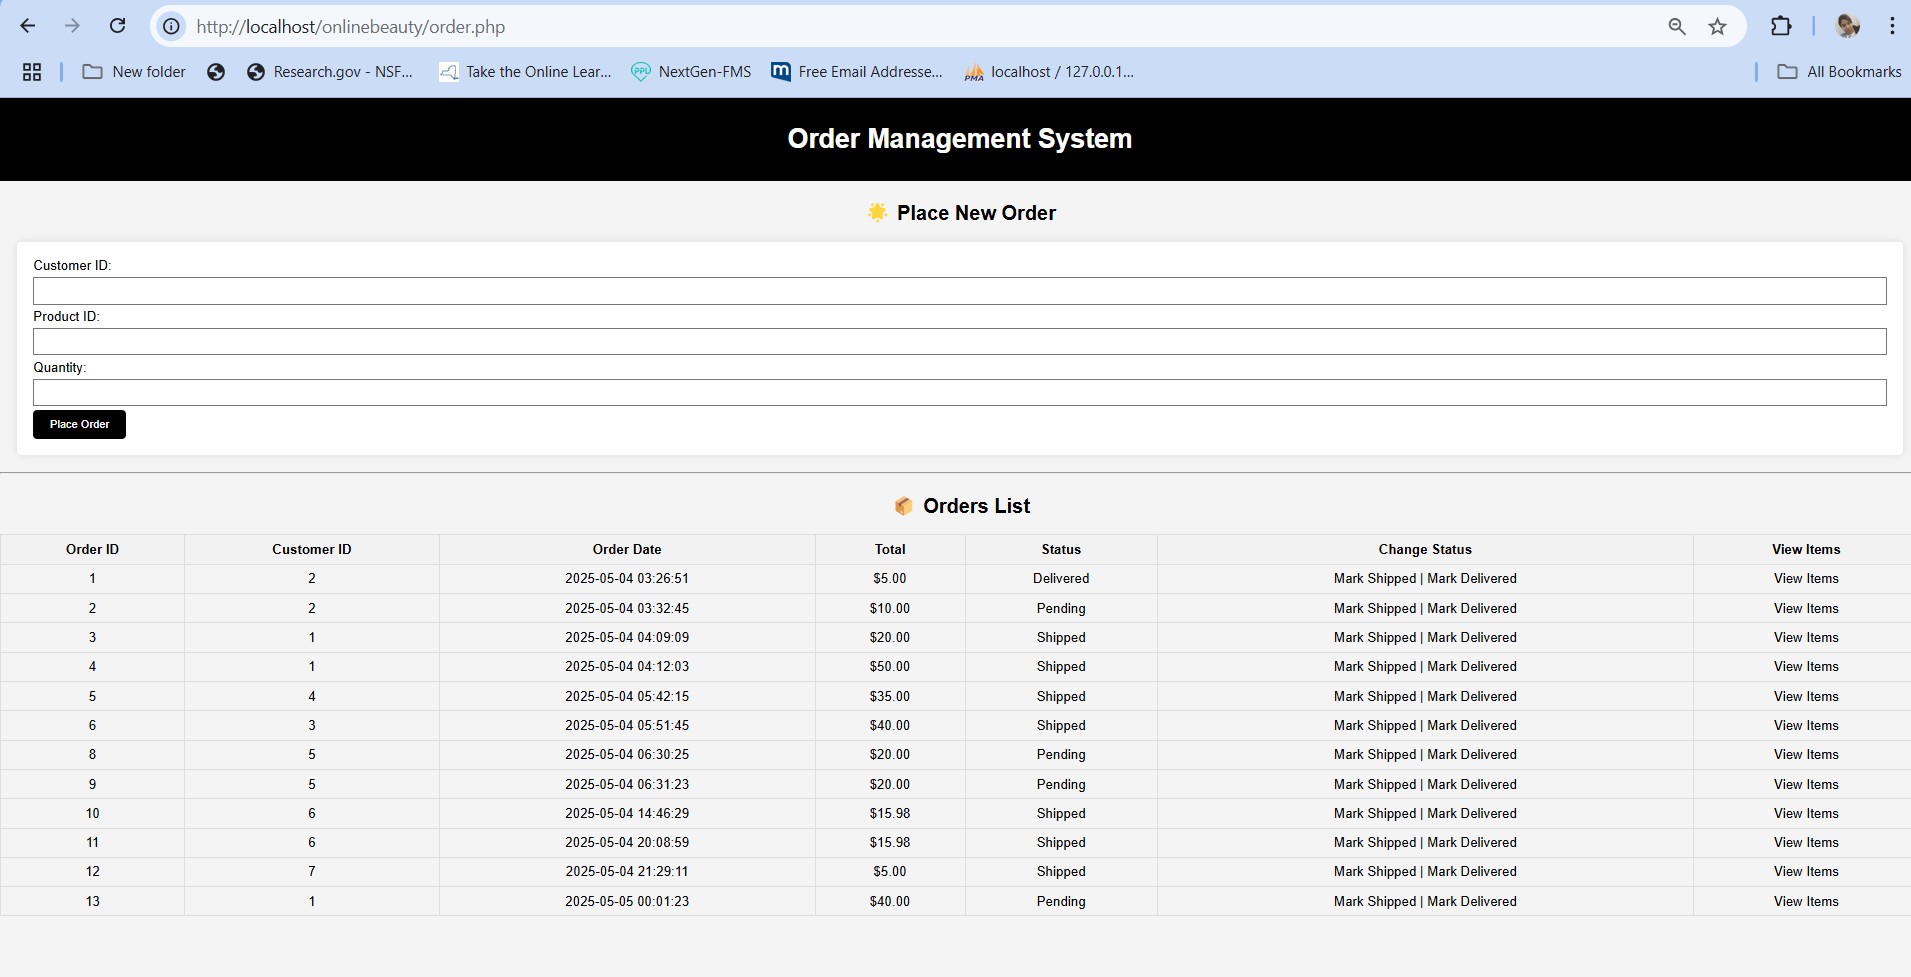 http://localhost/onlinebeauty/order.php
New folder Research.gov - NSF... Take the Online Lear... PPL NextGen-FMS m Free Email Addresse... PMA localhost / 127.0.0.1... All Bookmarks
Order Management System
Place New Order
Customer ID:
Product ID:
Quantity:
Place Order
Orders List
Order ID Customer ID Order Date Total Status Change Status View Items
1 2 2025-05-04 03:26:51 $5.00 Delivered Mark Shipped | Mark Delivered View Items
2 2 2025-05-04 03:32:45 $10.00 Pending Mark Shipped | Mark Delivered View Items
3 1 2025-05-04 04:09:09 $20.00 Shipped Mark Shipped | Mark Delivered View Items
4 1 2025-05-04 04:12:03 $50.00 Shipped Mark Shipped | Mark Delivered View Items
5 4 2025-05-04 05:42:15 $35.00 Shipped Mark Shipped | Mark Delivered View Items
6 3 2025-05-04 05:51:45 $40.00 Shipped Mark Shipped | Mark Delivered View Items
8 5 2025-05-04 06:30:25 $20.00 Pending Mark Shipped | Mark Delivered View Items
9 5 2025-05-04 06:31:23 $20.00 Pending Mark Shipped | Mark Delivered View Items
10 6 2025-05-04 14:46:29 $15.98 Shipped Mark Shipped | Mark Delivered View Items
11 6 2025-05-04 20:08:59 $15.98 Shipped Mark Shipped | Mark Delivered View Items
12 7 2025-05-04 21:29:11 $5.00 Shipped Mark Shipped | Mark Delivered View Items
13 1 2025-05-05 00:01:23 $40.00 Pending Mark Shipped | Mark Delivered View Items